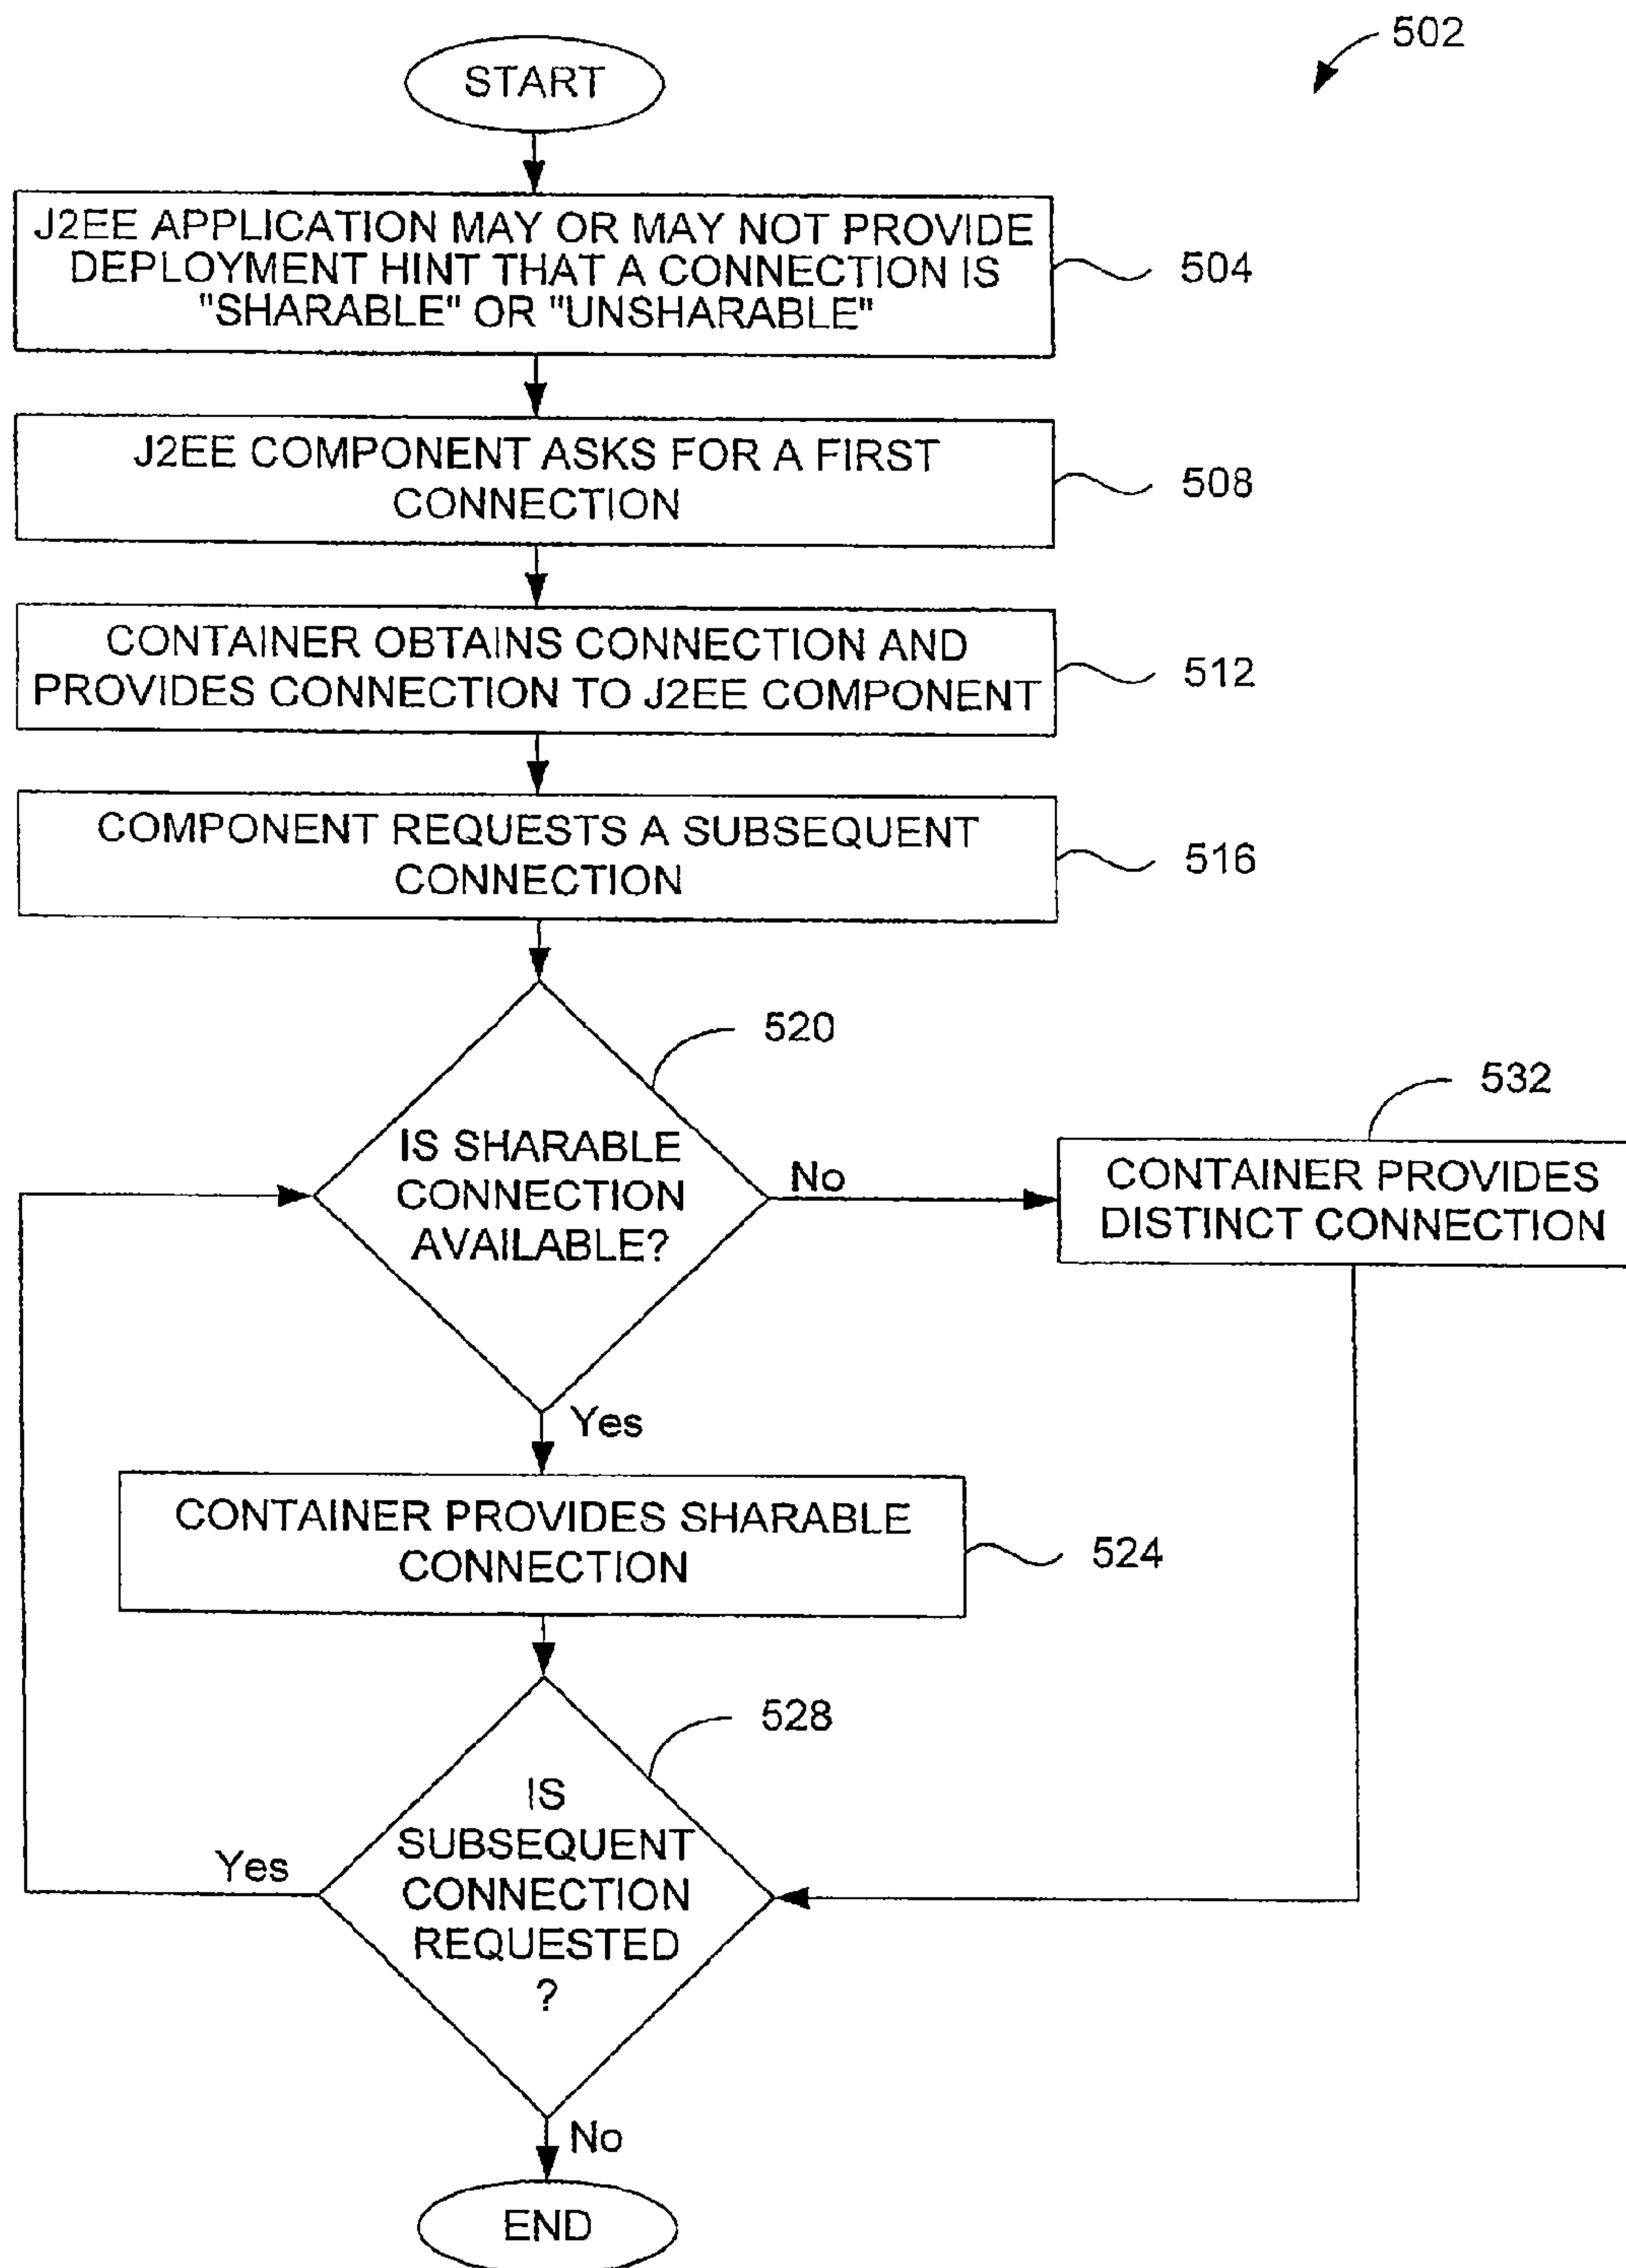 502
START
J2EE APPLICATION MAY OR MAY NOT PROVIDE
DEPLOYMENT HINT THAT A CONNECTION IS
"SHARABLE" OR "UNSHARABLE"
504
J2EE COMPONENT ASKS FOR A FIRST
CONNECTION
508
CONTAINER OBTAINS CONNECTION AND
PROVIDES CONNECTION TO J2EE COMPONENT
512
COMPONENT REQUESTS A SUBSEQUENT
CONNECTION
516
520
IS SHARABLE
CONNECTION
AVAILABLE?
No
532
CONTAINER PROVIDES
DISTINCT CONNECTION
Yes
CONTAINER PROVIDES SHARABLE
CONNECTION
524
528
IS
SUBSEQUENT
CONNECTION
REQUESTED
?
Yes
No
END